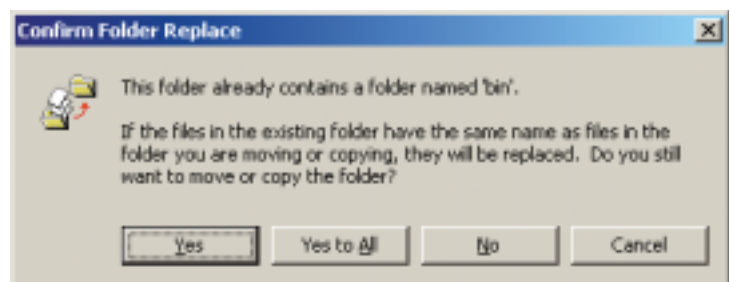 Confirm Folder Replace
This folder already contains a folder named 'bin'.
If the files in the existing folder have the same name as files in the
folder you are moving or copying, they will be replaced. Do you still
want to move or copy the folder?
Yes Yes to All No Cancel